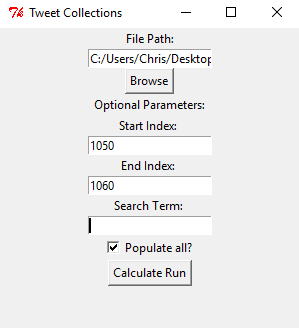 Tweet Collections
File Path:
C:/Users/Chris/Desktop
Browse
Optional Parameters:
Start Index:
1050
End Index:
1060
Search Term:
Populate all?
Calculate Run